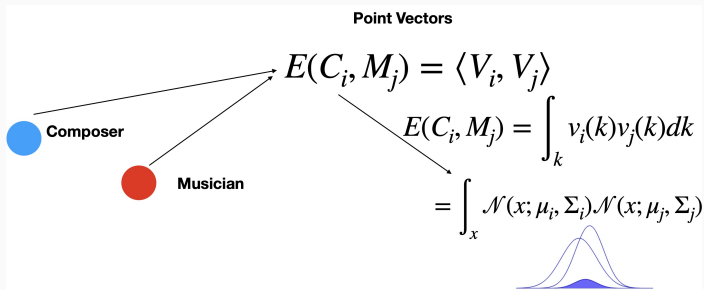 Point Vectors
E(C_i, M_j) = ⟨V_i, V_j⟩
E(C_i, M_j) = ∫_k v_i(k)v_j(k)dk
Composer
Musician
= ∫_x 𝒩(x; μ_i, Σ_i)𝒩(x; μ_j, Σ_j)